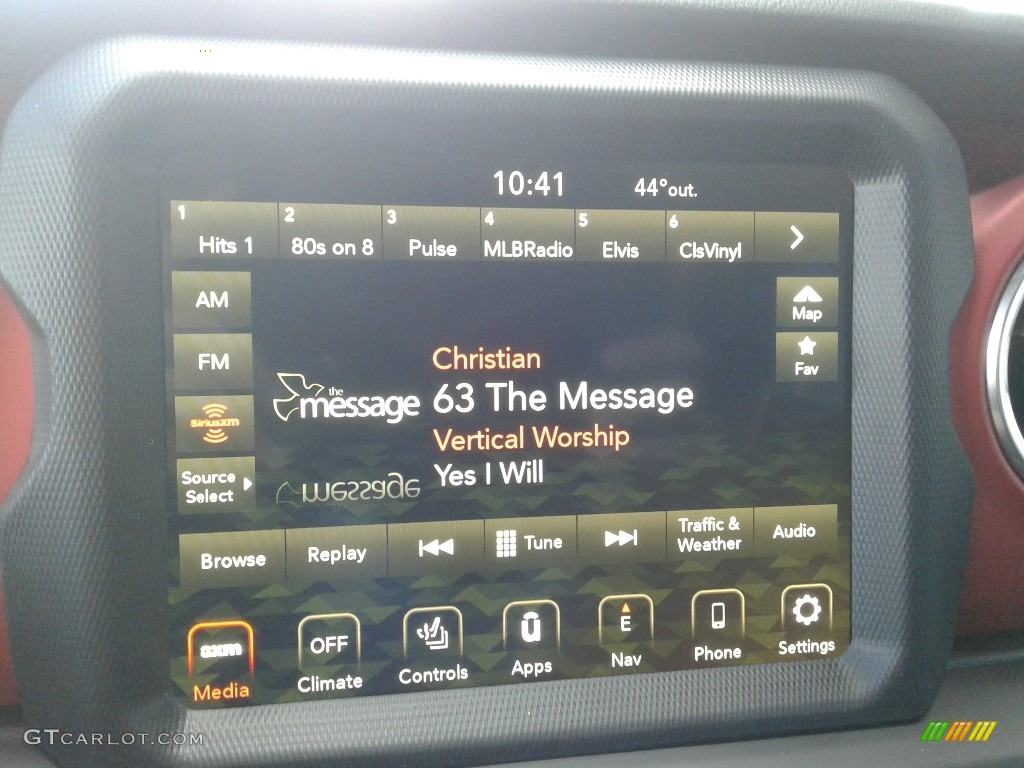 10:41 44°out.
1 2 3 4 5 6
Hits 1 80s on 8 Pulse MLBRadio Elvis ClsVinyl
AM
Map
FM
Fav
SiriusXM
Source
Select
the
message
Christian
63 The Message
Vertical Worship
Yes I Will
message
Browse Replay Tune Traffic & Audio
Weather
OFF û E
Media Climate Controls Apps Nav Phone Settings
GTCARLOT.COM